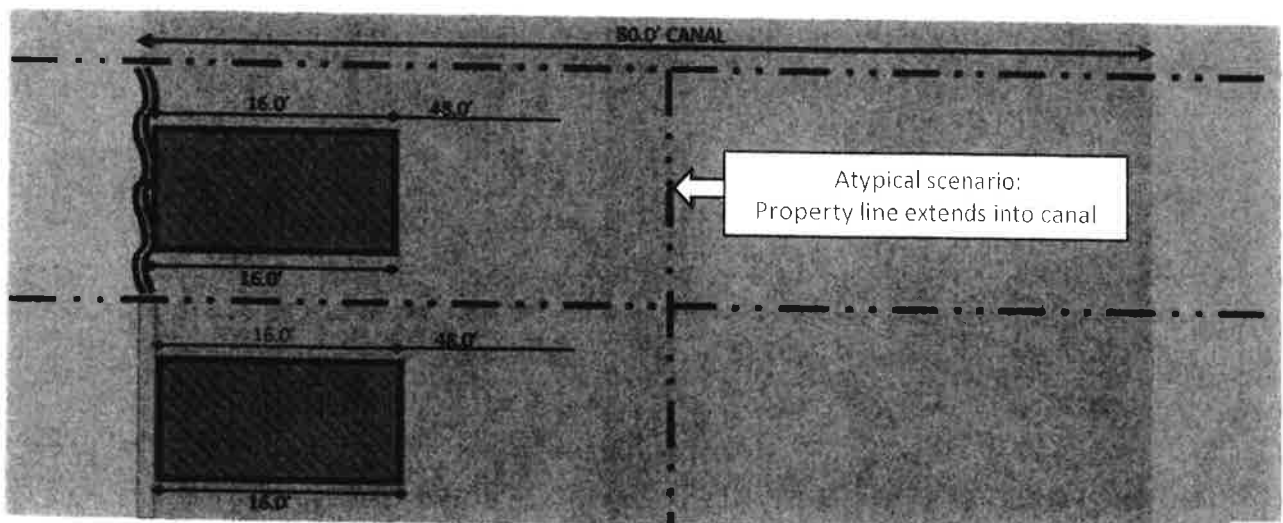 80.0' CANAL
16.0'
48.0'
Atypical scenario:
Property line extends into canal
16.0'
16.0'
48.0'
16.0'